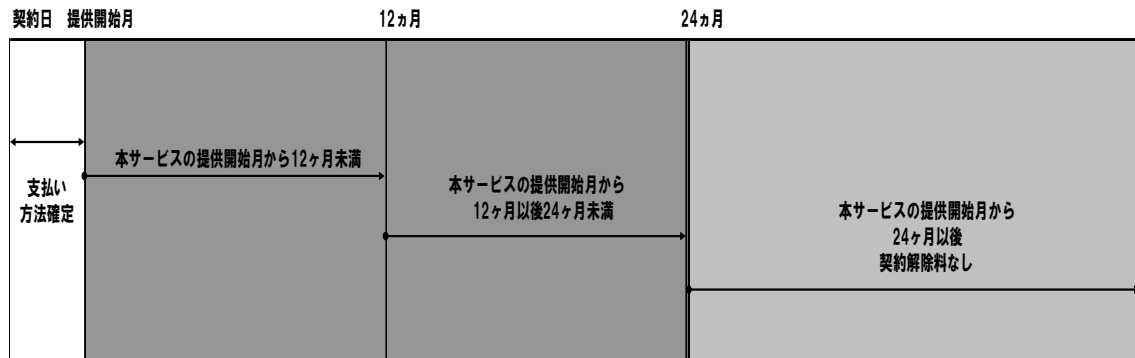 契約日 提供開始月 12ヵ月 24ヵ月
支払い
方法確定
本サービスの提供開始月から12ヶ月未満
本サービスの提供開始月から
12ヶ月以後24ヶ月未満
本サービスの提供開始月から
24ヶ月以後
契約解除料なし